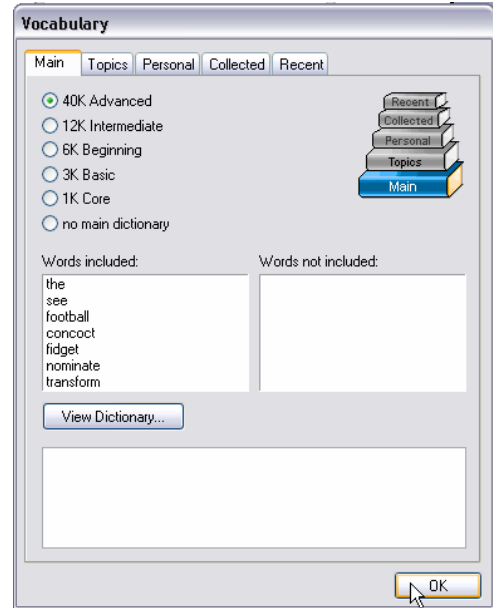 Vocabulary
Main Topics Personal Collected Recent
40K Advanced
12K Intermediate
6K Beginning
3K Basic
1K Core
no main dictionary
Recent
Collected
Personal
Topics
Main
Words included:
the
see
football
concoct
fidget
nominate
transform
Words not included:
View Dictionary...
OK